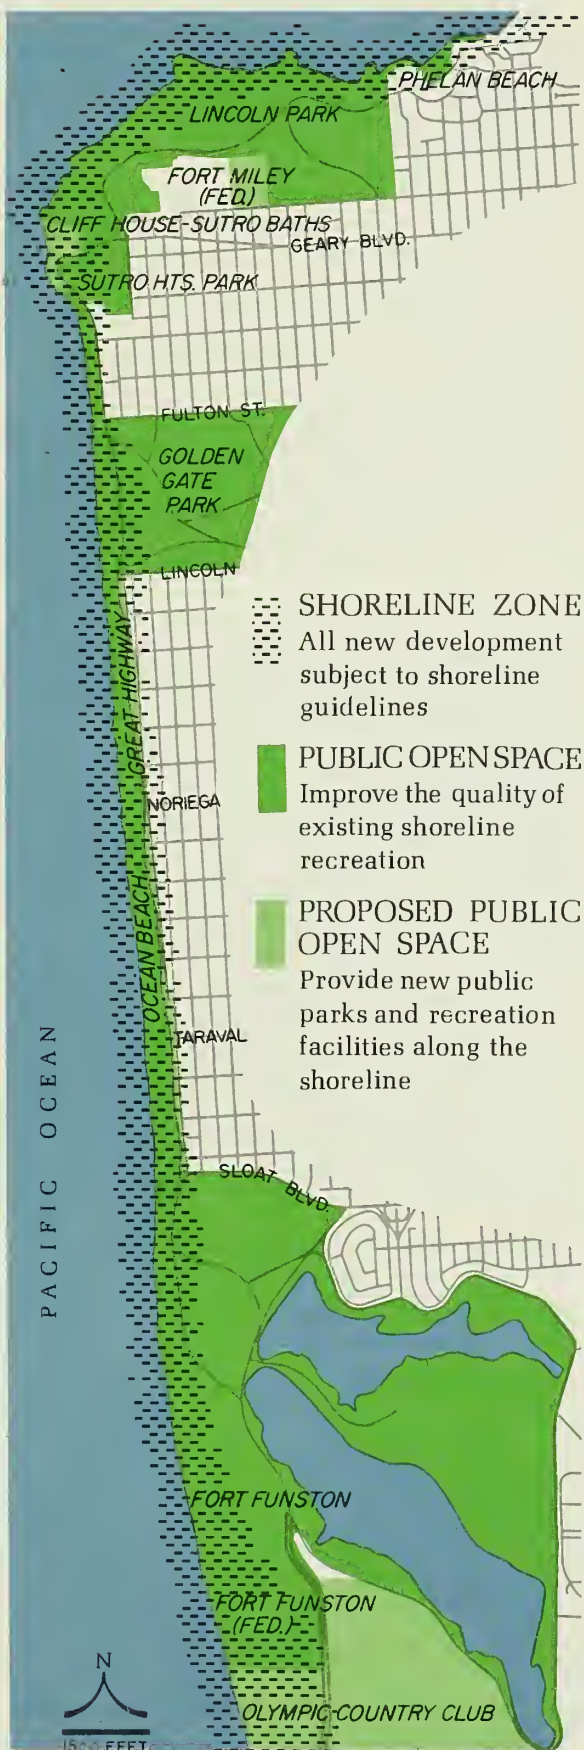 PHELAN BEACH
LINCOLN PARK
FORT MILEY
(FED.)
CLIFF HOUSE-SUTRO BATHS
GEARY BLVD.
SUTRO HTS. PARK
FULTON ST.
GOLDEN
GATE
PARK
LINCOLN
SHORELINE ZONE
All new development
subject to shoreline
guidelines
GREAT HIGHWAY
PUBLIC OPEN SPACE
Improve the quality of
existing shoreline
recreation
NORIEGA
PROPOSED PUBLIC
OPEN SPACE
Provide new public
parks and recreation
facilities along the
shoreline
OCEAN BEACH
TARAVAL
PACIFIC OCEAN
SLOAT BLVD.
FORT FUNSTON
FORT FUNSTON
(FED.)
OLYMPIC COUNTRY CLUB
N
1500 FEET